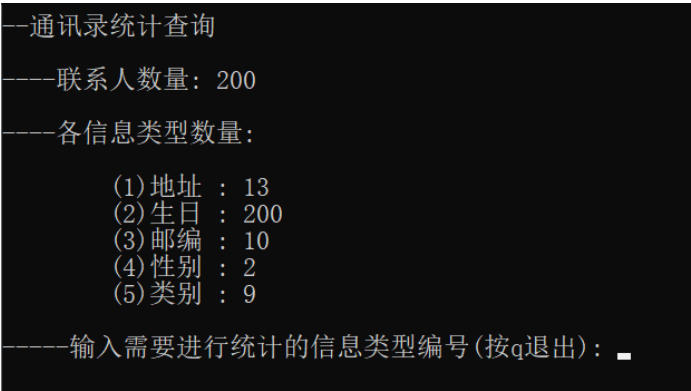 --通讯录统计查询
----联系人数量: 200
----各信息类型数量:
(1)地址 : 13
(2)生日 : 200
(3)邮编 : 10
(4)性别 : 2
(5)类别 : 9
-----输入需要进行统计的信息类型编号(按q退出):